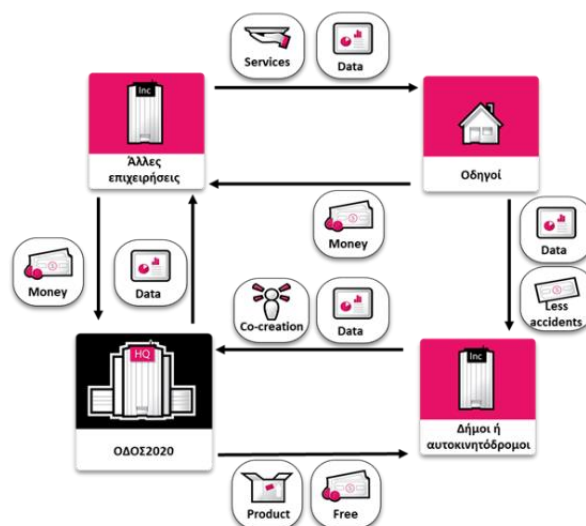 Services
Data
Inc
Άλλες
επιχειρήσεις
Οδηγοί
Money
Data
Money
Co-creation
Data
Data
Less
accidents
HQ
ΟΔΟΣ2020
Inc
Δήμοι ή
αυτοκινητόδρομοι
Product
Free